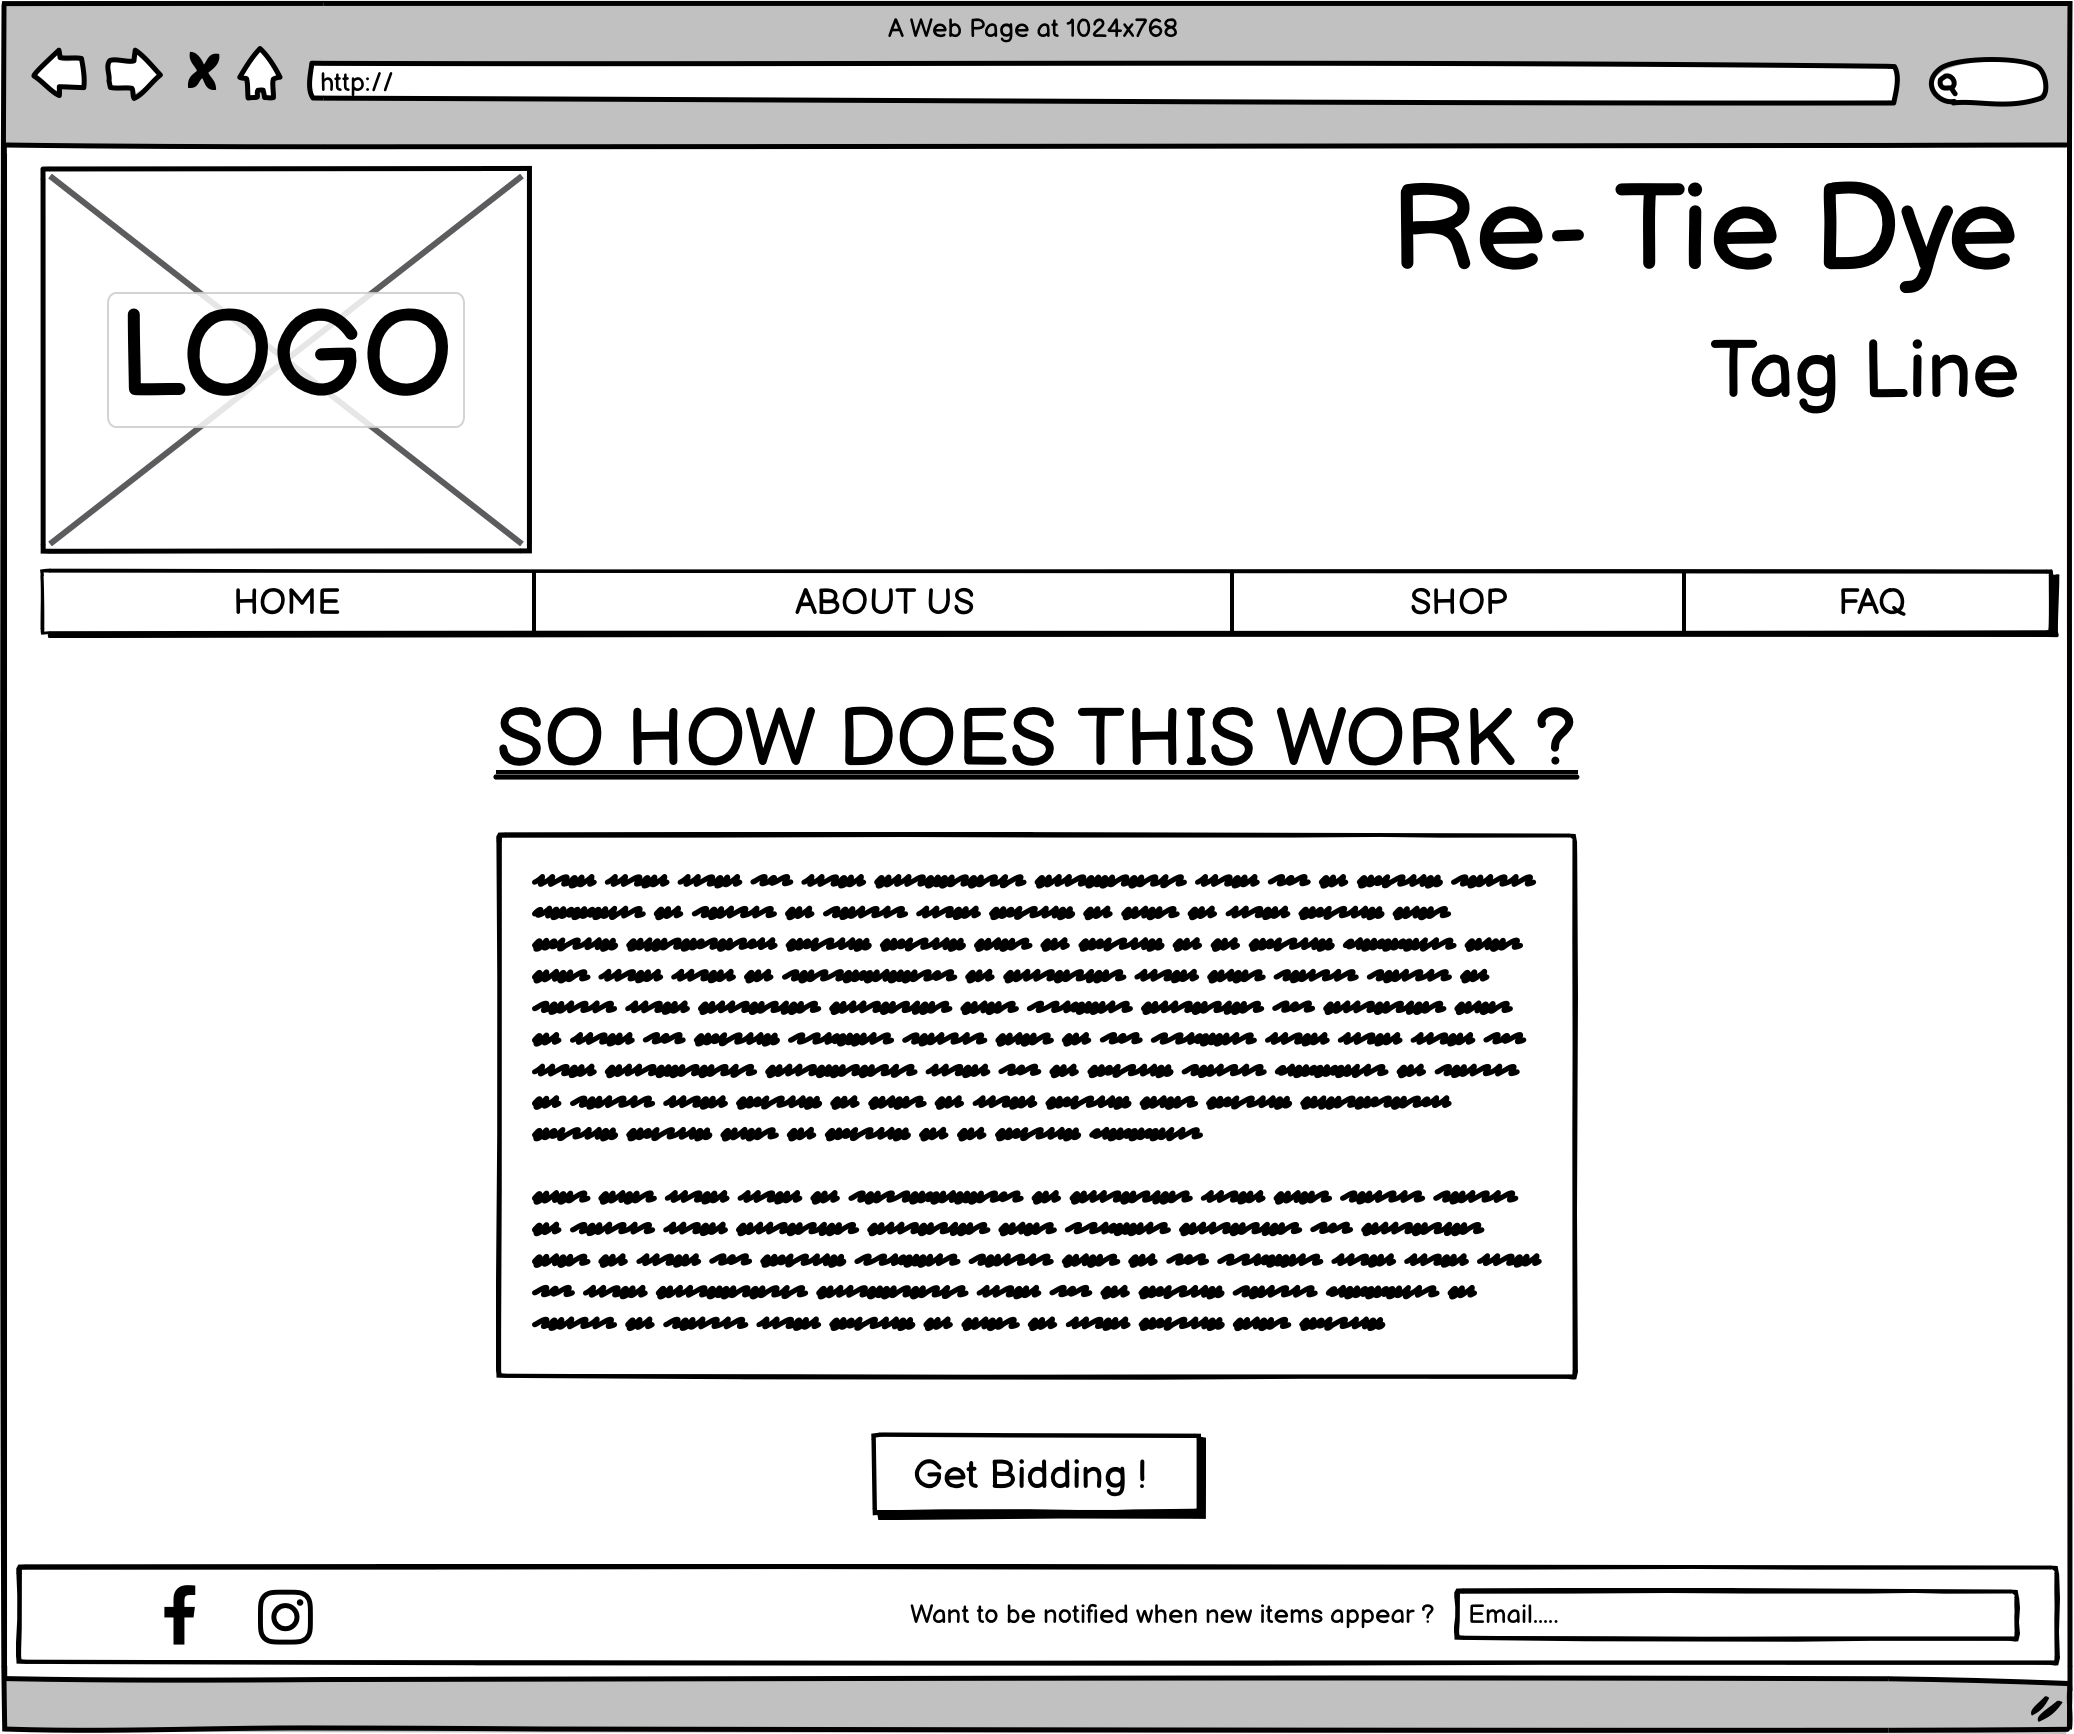 A Web Page at 1024x768
http://
LOGO
Re- Tie Dye
Tag Line
HOME
ABOUT US
SHOP
FAQ
SO HOW DOES THIS WORK ?
Get Bidding !
Want to be notified when new items appear ?
Email.....